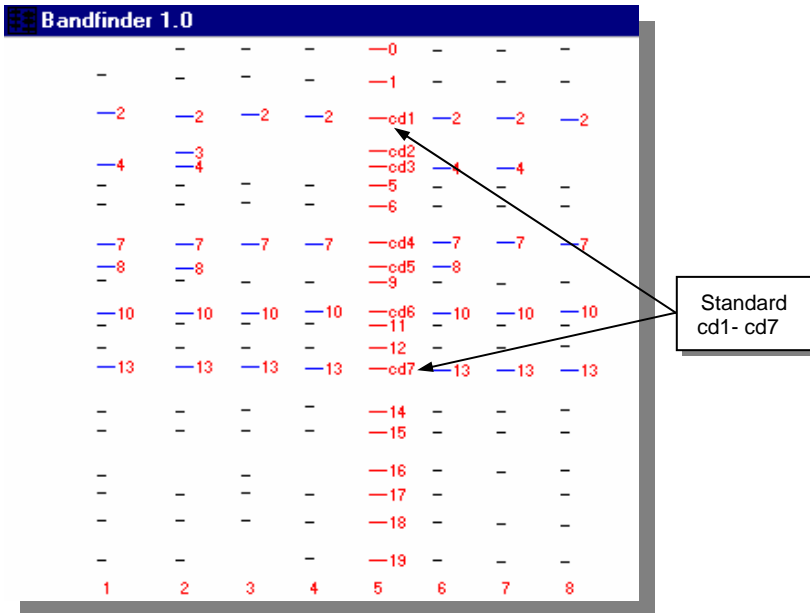 Bandfinder 1.0
0
1
2 2 2 2 cd1 2 2 2
3 cd2
4 4 cd3 4 4
5
6
7 7 7 7 cd4 7 7 7
8 8 cd5 8
9
10 10 10 10 cd6 10 10 10
11
12
13 13 13 13 cd7 13 13 13
14
15
16
17
18
19
1 2 3 4 5 6 7 8
Standard
cd1- cd7